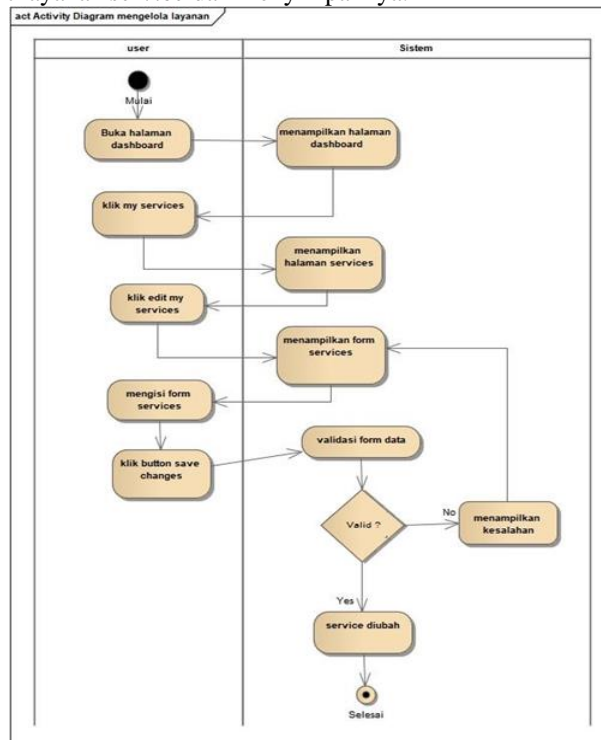 act Activity Diagram mengelola layanan
user
Sistem
Mulai
Buka halaman
dashboard
menampilkan halaman
dashboard
klik my services
menampilkan
halaman services
klik edit my
services
menampilkan form
services
mengisi form
services
klik button save
changes
validasi form data
Valid ?
No
menampilkan
kesalahan
Yes
service diubah
Selesai